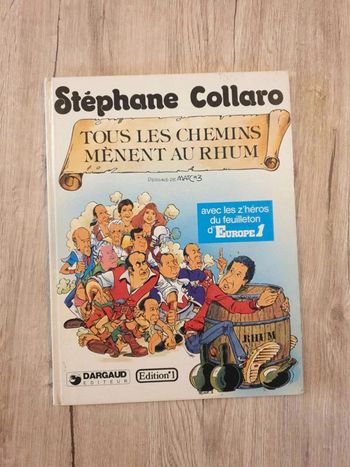 Stéphane Collaro
TOUS LES CHEMINS
MÈNENT AU RHUM
DESSINS DE
avec les z'héros
du feuilleton
d'EUROPE 1
RHUM
DARGAUD
EDITEUR
Edition°1